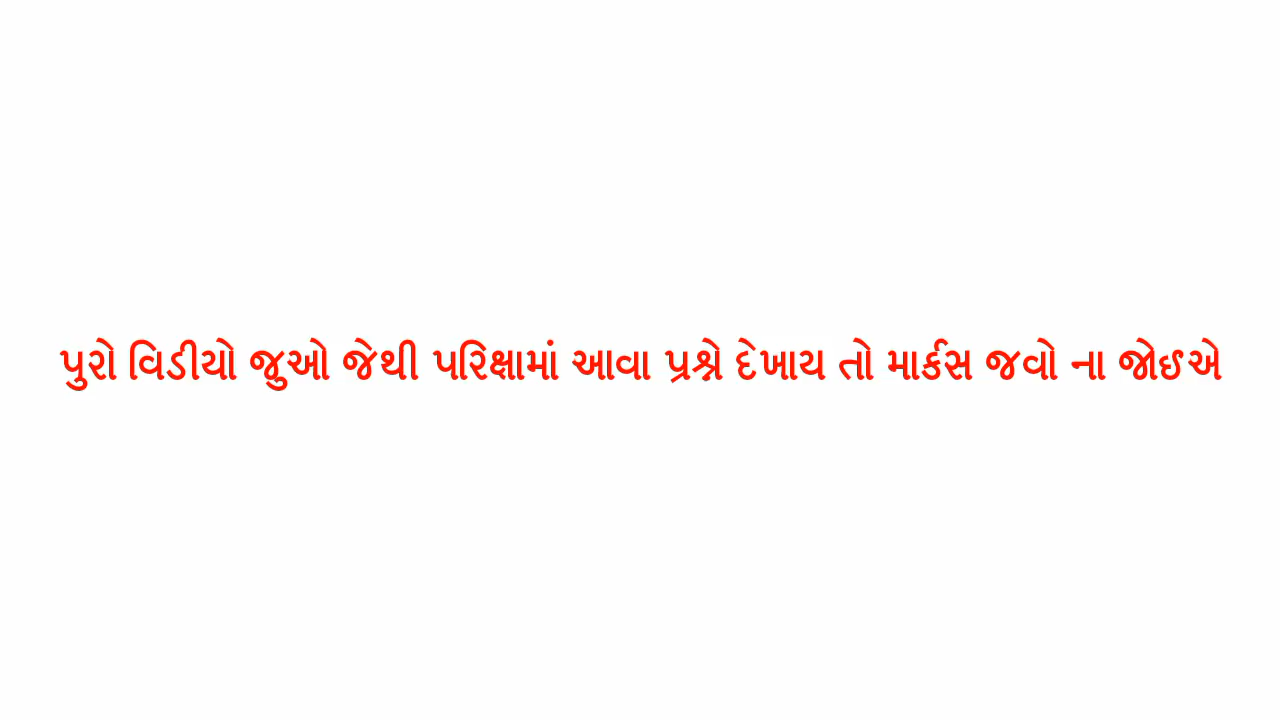 પુરો વિડીયો જુઓ જેથી પરિક્ષામાં આવા પ્રશ્ને દેખાય તો માર્કસ જવો ના જોઇએ